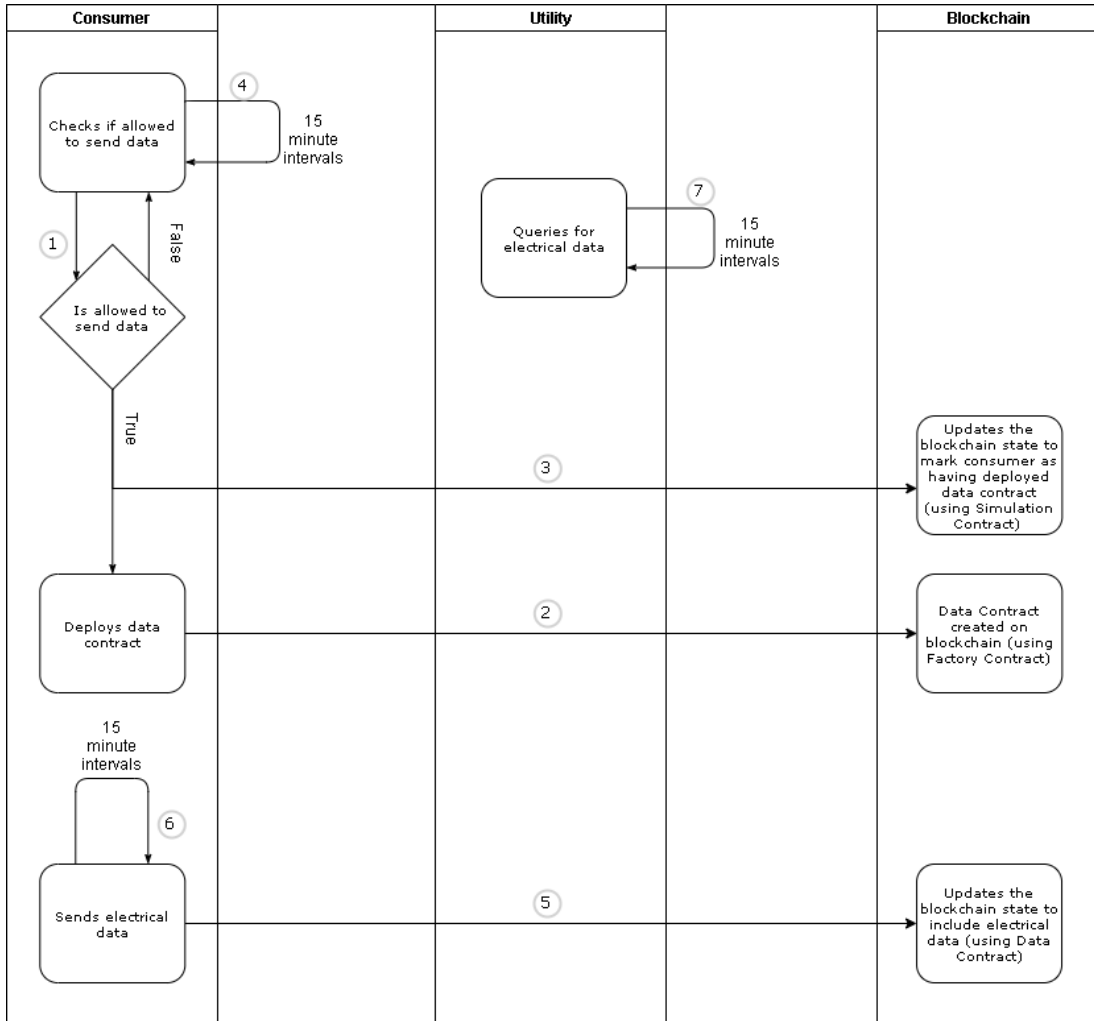 Consumer
Utility
Blockchain
4
Checks if allowed
to send data
15
minute
intervals
7
Queries for
electrical data
15
minute
intervals
1
False
Is allowed to
send data
True
3
Updates the
blockchain state to
mark consumer as
having deployed
data contract
(using Simulation
Contract)
Deploys data
contract
2
Data Contract
created on
blockchain (using
Factory Contract)
15
minute
intervals
6
Sends electrical
data
5
Updates the
blockchain state to
include electrical
data (using Data
Contract)